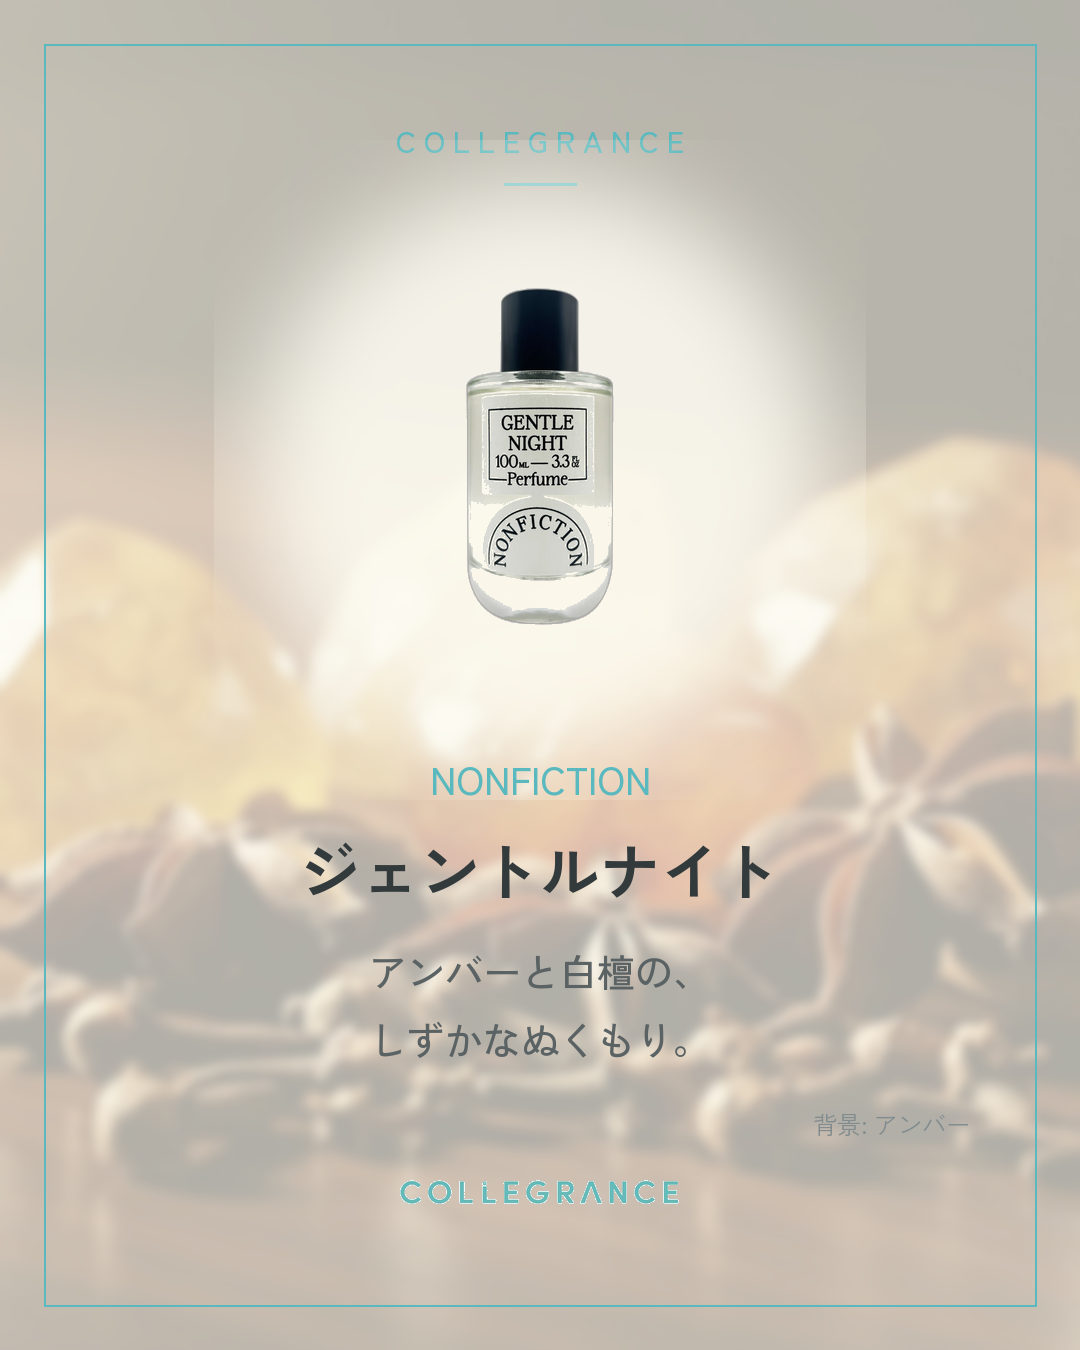 COLLEGRANCE
GENTLE
NIGHT
100ML — 3.3 FL OZ
Perfume
NONFICTION
NONFICTION
ジェントルナイト
アンバーと白檀の、
しずかなぬくもり。
背景: アンバー
COLLEGRANCE